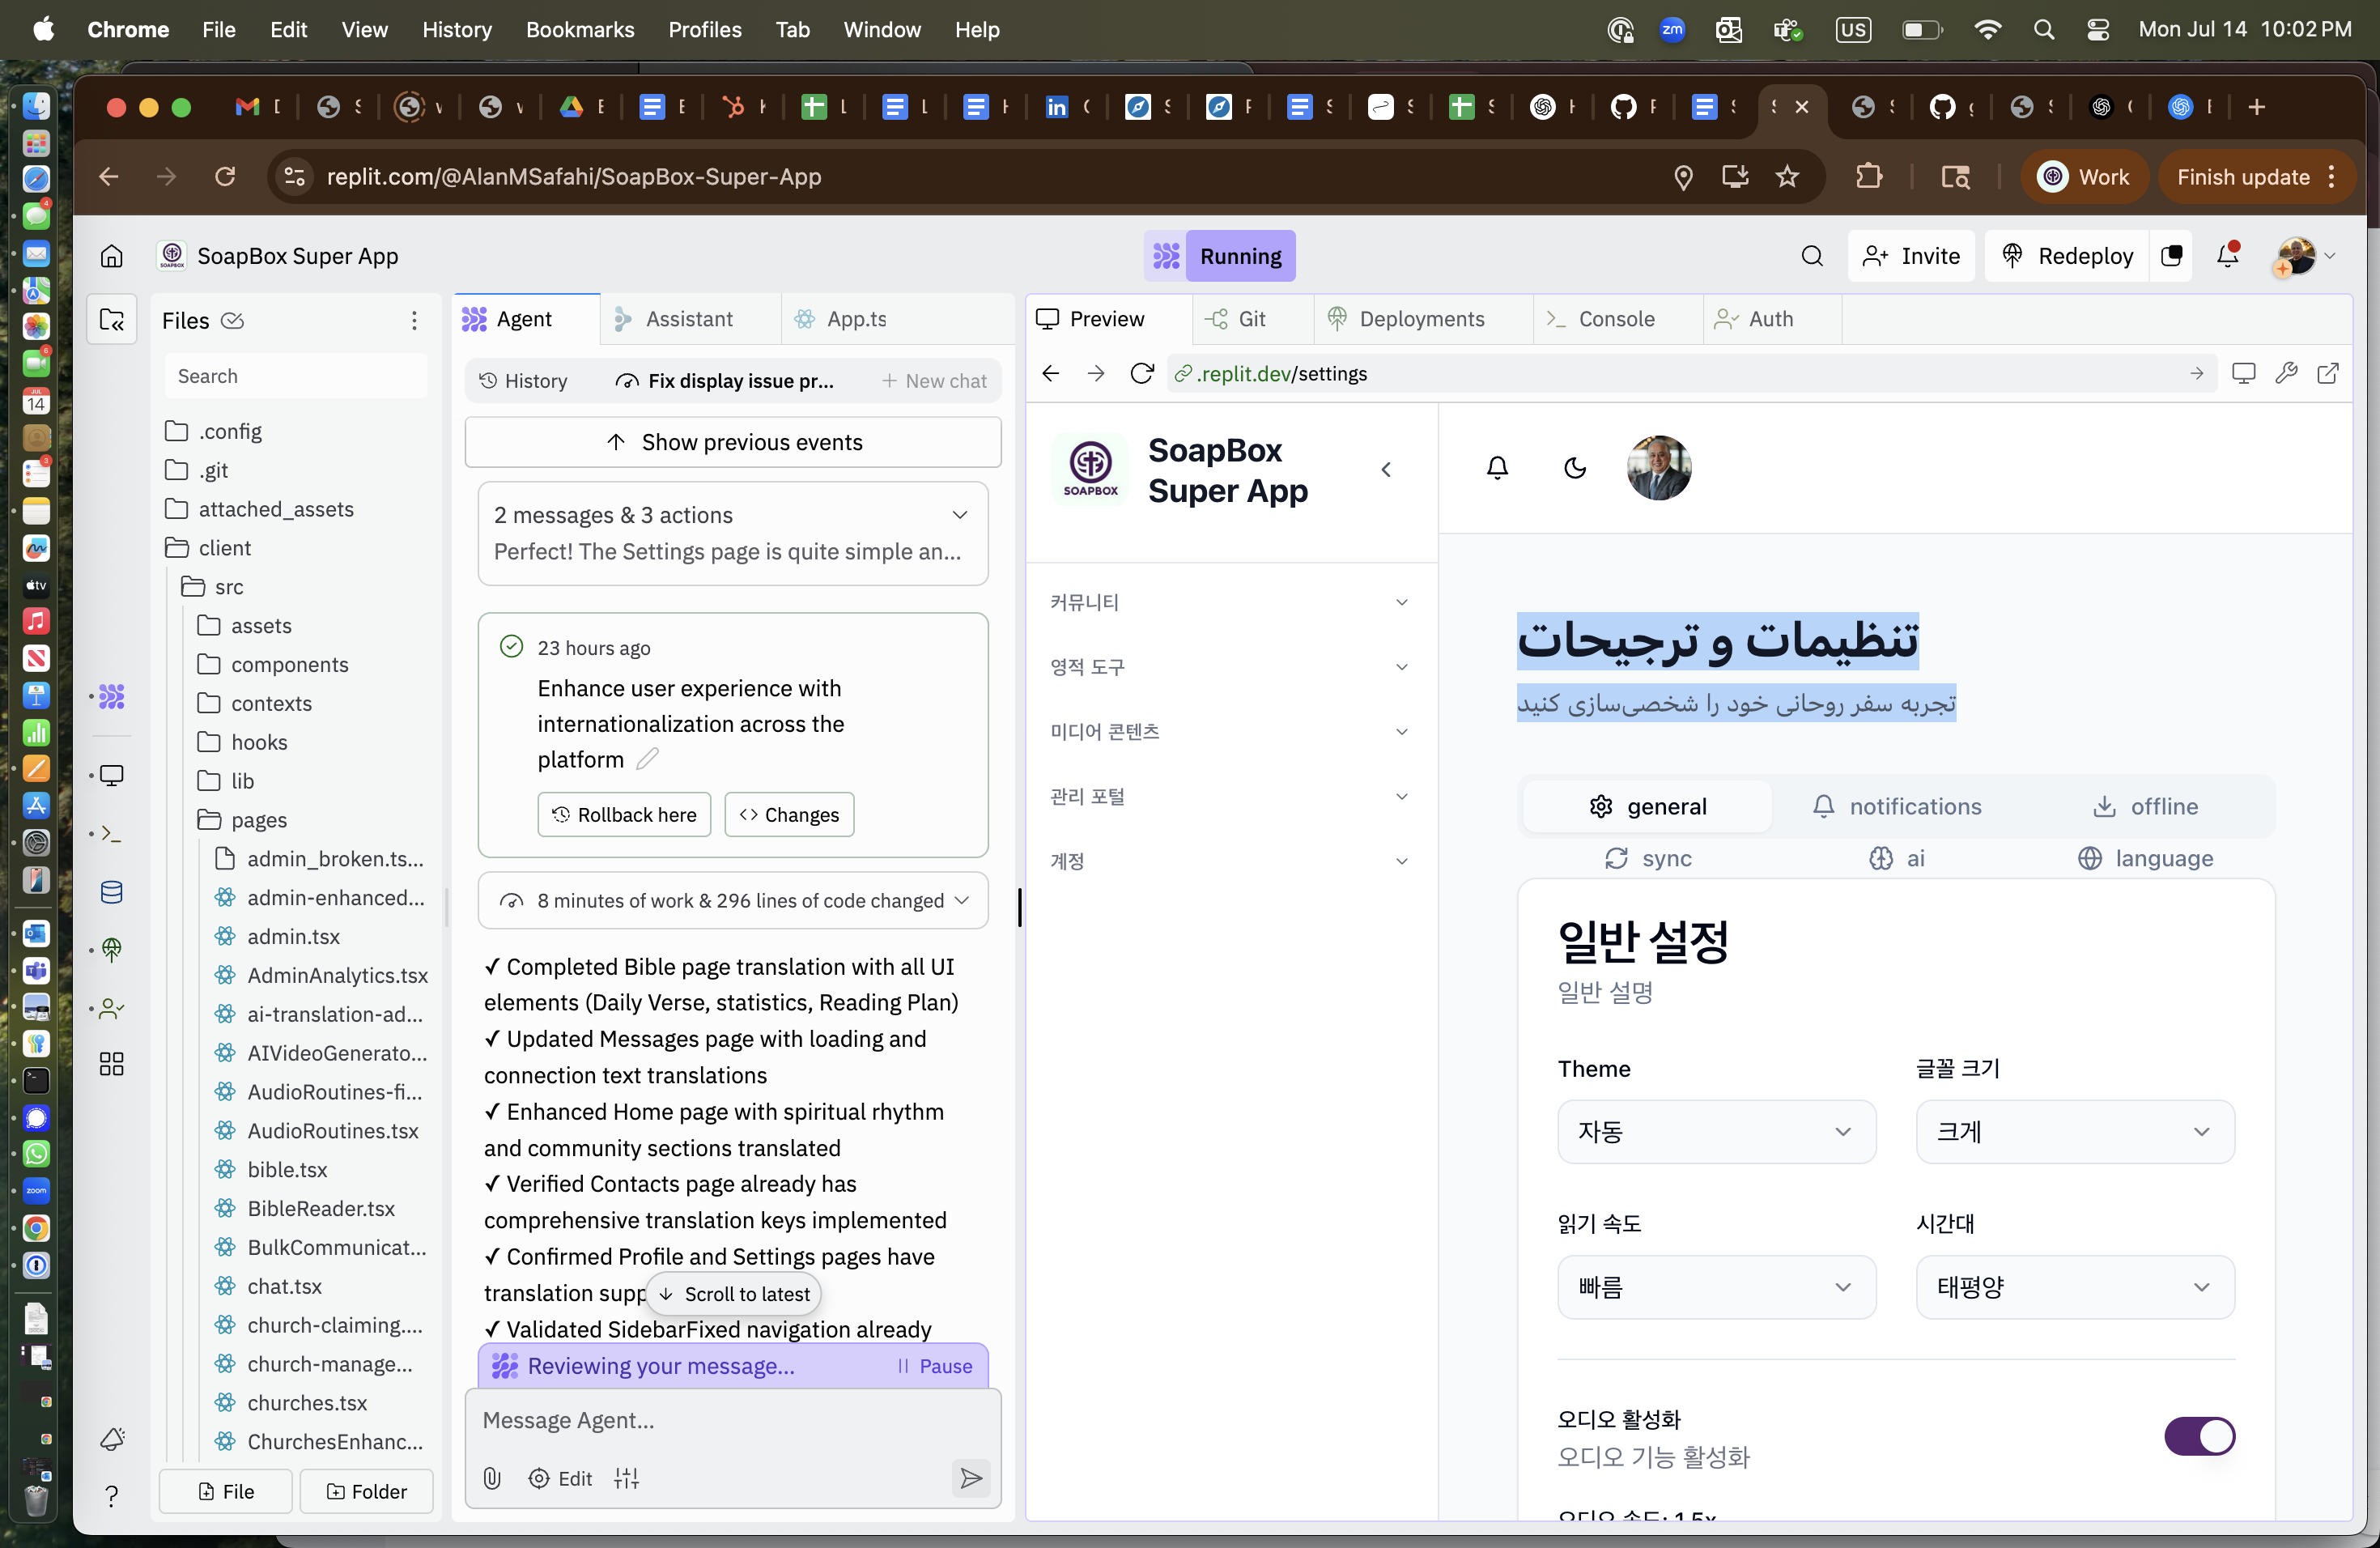 Chrome File Edit View History Bookmarks Profiles Tab Window Help
zm US Mon Jul 14 10:02 PM
replit.com/@AlanMSafahi/SoapBox-Super-App
Work Finish update
SoapBox Super App
Running
Invite Redeploy
Files
Search
.config
.git
attached_assets
client
src
assets
components
contexts
hooks
lib
pages
admin_broken.ts...
admin-enhanced...
admin.tsx
AdminAnalytics.tsx
ai-translation-ad...
AIVideoGenerato...
AudioRoutines-fi...
AudioRoutines.tsx
bible.tsx
BibleReader.tsx
BulkCommunicat...
chat.tsx
church-claiming....
church-manage...
churches.tsx
ChurchesEnhanc...
File Folder
Agent Assistant App.ts
History Fix display issue pr... New chat
Show previous events
2 messages & 3 actions
Perfect! The Settings page is quite simple an...
23 hours ago
Enhance user experience with
internationalization across the
platform
Rollback here Changes
8 minutes of work & 296 lines of code changed
✓ Completed Bible page translation with all UI
elements (Daily Verse, statistics, Reading Plan)
✓ Updated Messages page with loading and
connection text translations
✓ Enhanced Home page with spiritual rhythm
and community sections translated
✓ Verified Contacts page already has
comprehensive translation keys implemented
✓ Confirmed Profile and Settings pages have
translation supp
Scroll to latest
✓ Validated SidebarFixed navigation already
Reviewing your message... Pause
Message Agent...
Edit
Preview Git Deployments Console Auth
.replit.dev/settings
SOAPBOX
SoapBox
Super App
커뮤니티
영적 도구
미디어 콘텐츠
관리 포털
계정
تنظیمات و ترجیحات
تجربه سفر روحانی خود را شخصی‌سازی کنید
general notifications offline
sync ai language
일반 설정
일반 설명
Theme 글꼴 크기
자동 크게
읽기 속도 시간대
빠름 태평양
오디오 활성화
오디오 기능 활성화
오디오 속도: 1.5x